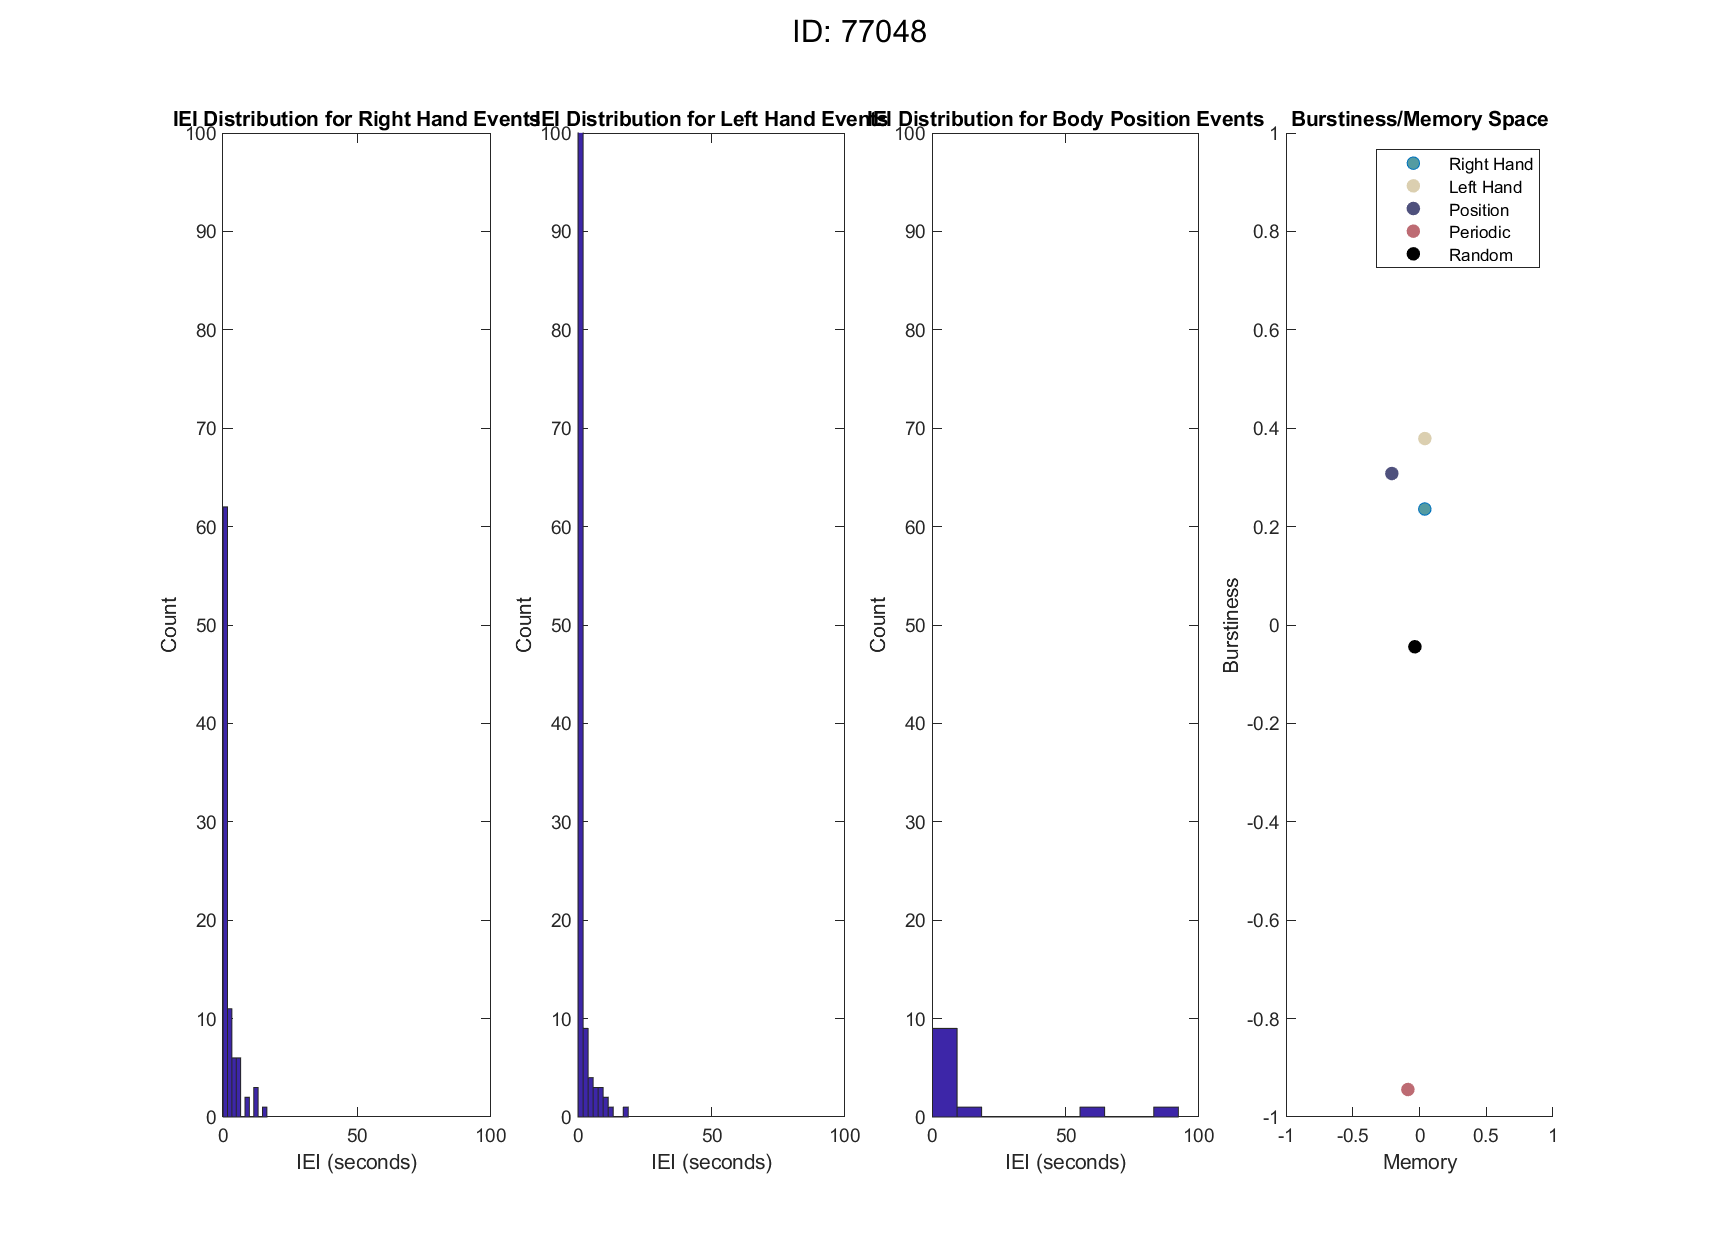 ID: 77048
IEI Distribution for Right Hand Events
100
90
80
70
60
50
40
30
20
10
0
Count
0 50 100
IEI (seconds)
IEI Distribution for Left Hand Events
100
90
80
70
60
50
40
30
20
10
0
Count
0 50 100
IEI (seconds)
IEI Distribution for Body Position Events
100
90
80
70
60
50
40
30
20
10
0
Count
0 50 100
IEI (seconds)
Burstiness/Memory Space
Right Hand
Left Hand
Position
Periodic
Random
1
0.8
0.6
0.4
0.2
0
-0.2
-0.4
-0.6
-0.8
-1
Burstiness
-1 -0.5 0 0.5 1
Memory